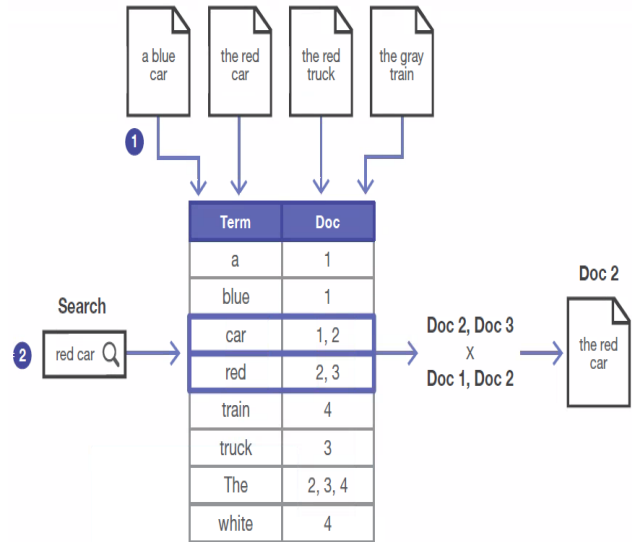 a blue
car
the red
car
the red
truck
the gray
train
1
Term Doc
a 1
blue 1
car 1, 2
red 2, 3
train 4
truck 3
The 2, 3, 4
white 4
Search
2
red car
Doc 2, Doc 3
X
Doc 1, Doc 2
Doc 2
the red
car